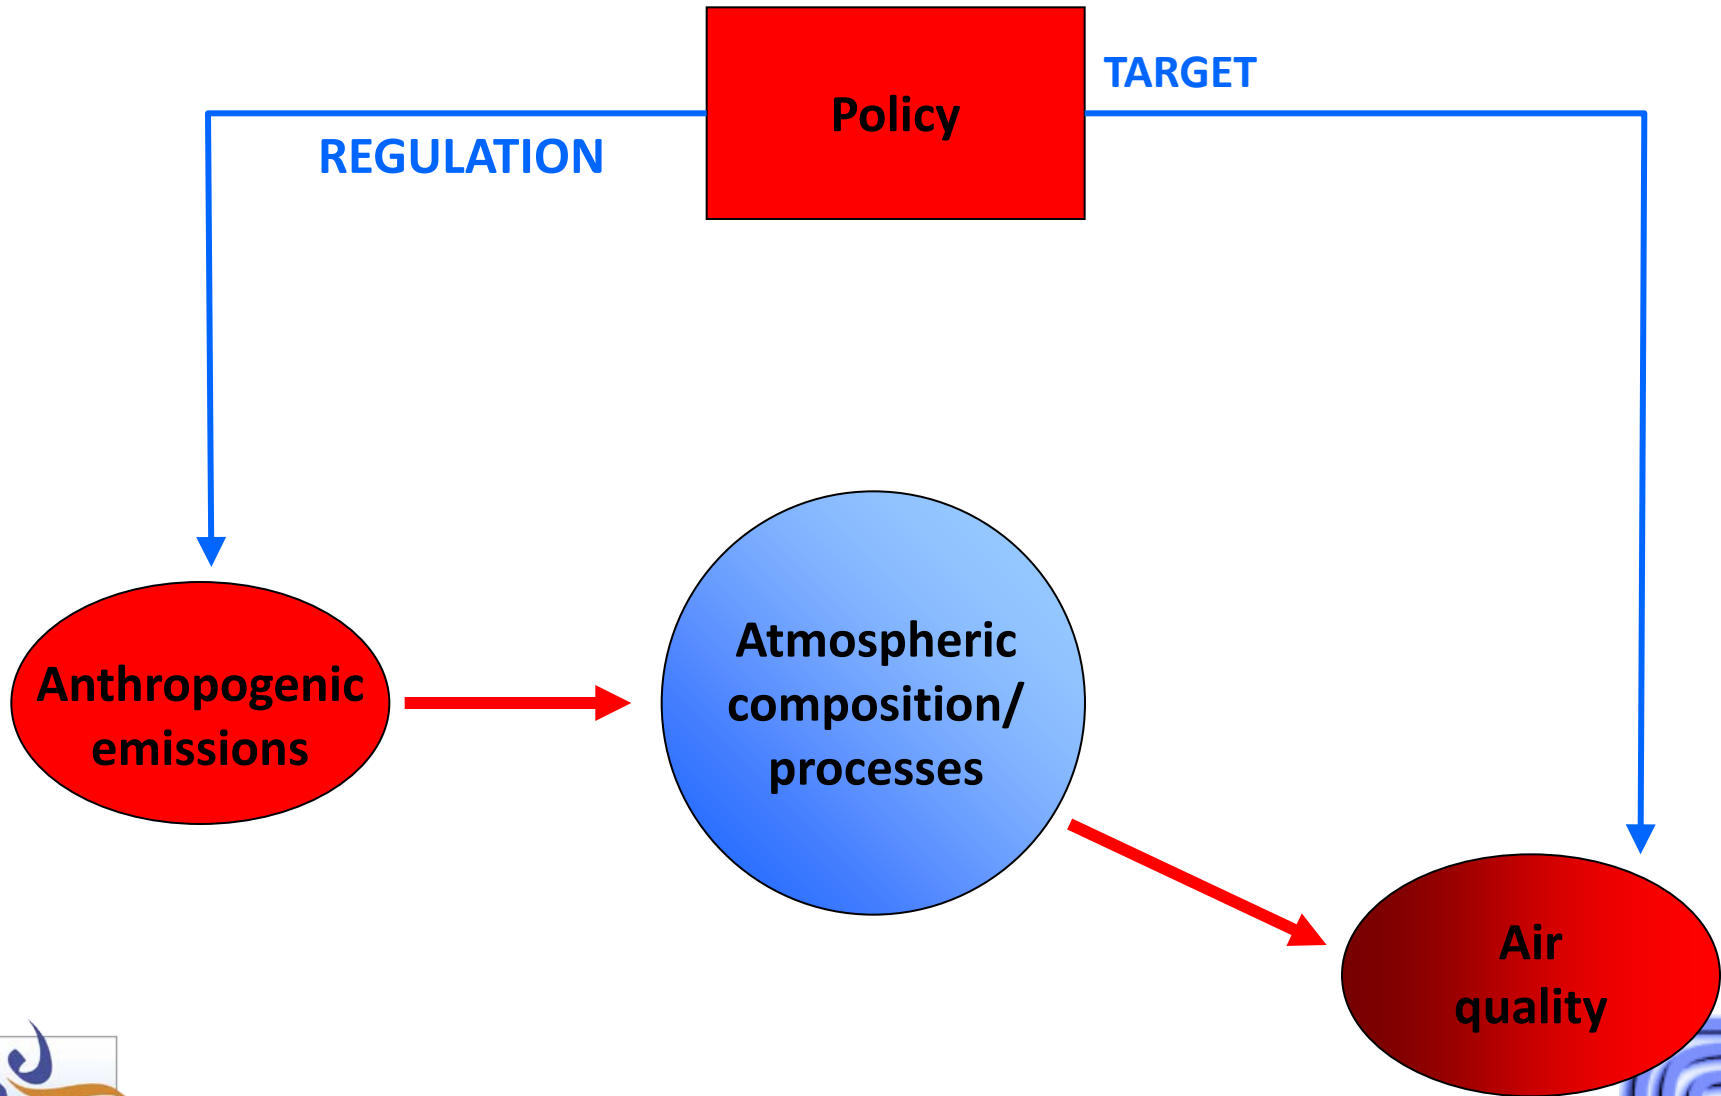 TARGET
Policy
REGULATION
Atmospheric
composition/
processes
Anthropogenic
emissions
Air
quality